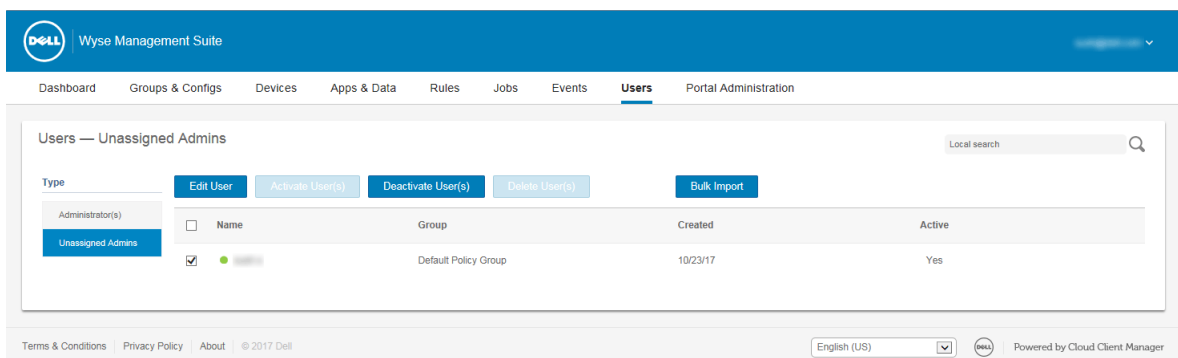 DELL Wyse Management Suite
Dashboard Groups & Configs Devices Apps & Data Rules Jobs Events Users Portal Administration
Users — Unassigned Admins
Local search
Type
Edit User Activate User(s) Deactivate User(s) Delete User(s) Bulk Import
Administrator(s)
Name Group Created Active
Unassigned Admins
Default Policy Group 10/23/17 Yes
Terms & Conditions Privacy Policy About © 2017 Dell English (US) DELL Powered by Cloud Client Manager